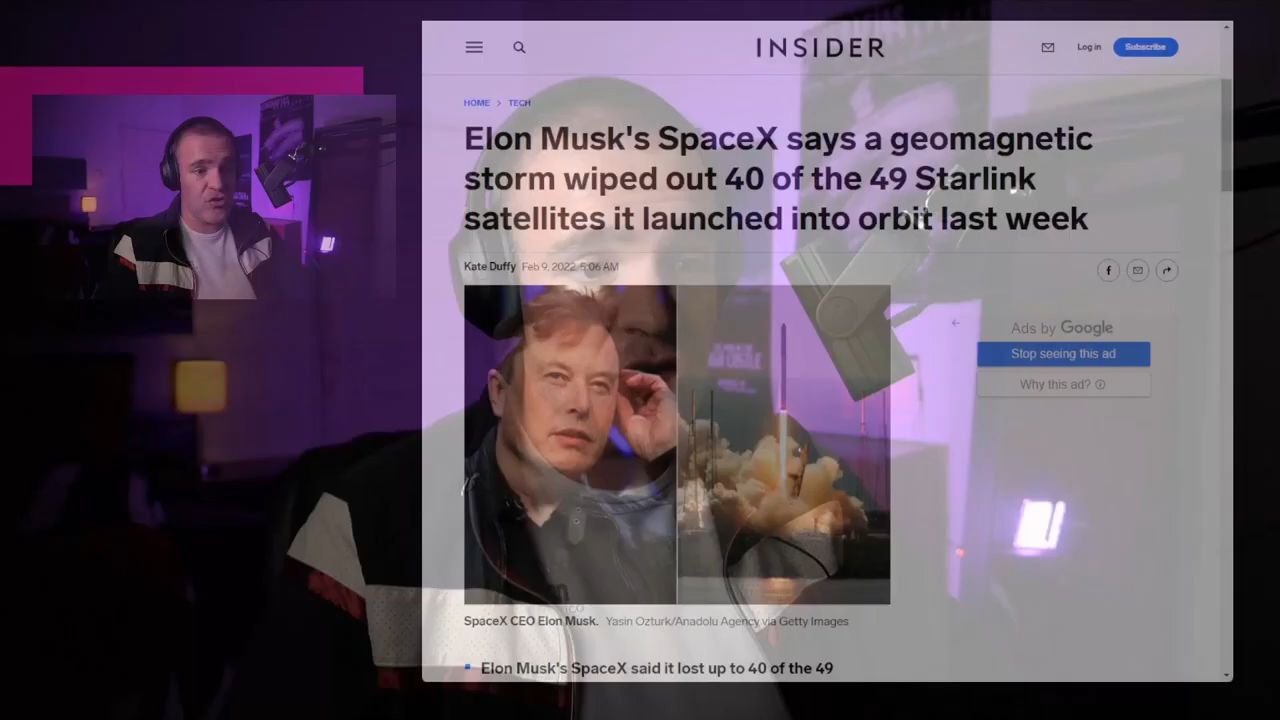 INSIDER
Log in
Subscribe
HOME > TECH
Elon Musk's SpaceX says a geomagnetic
storm wiped out 40 of the 49 Starlink
satellites it launched into orbit last week
Kate Duffy Feb 9, 2022, 5:06 AM
Ads by Google
Stop seeing this ad
Why this ad?
SpaceX CEO Elon Musk. Yasin Ozturk/Anadolu Agency via Getty Images
Elon Musk's SpaceX said it lost up to 40 of the 49